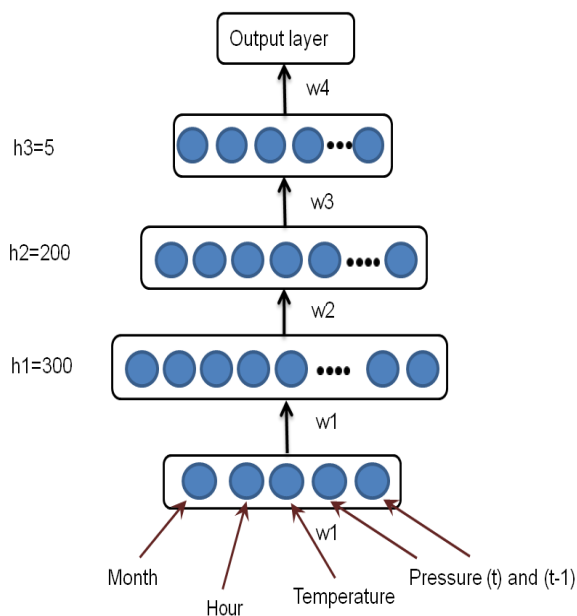 Output layer
w4
h3=5
w3
h2=200
w2
h1=300
w1
w1
Month
Hour
Temperature
Pressure (t) and (t-1)